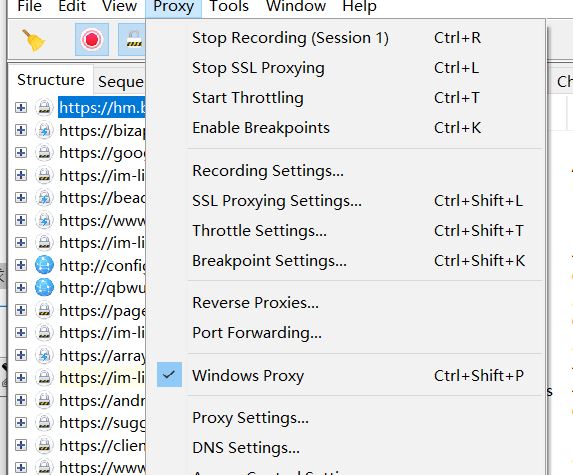 File Edit View Proxy Tools Window Help
Stop Recording (Session 1) Ctrl+R
Stop SSL Proxying Ctrl+L
Start Throttling Ctrl+T
Enable Breakpoints Ctrl+K
Recording Settings...
SSL Proxying Settings... Ctrl+Shift+L
Throttle Settings... Ctrl+Shift+T
Breakpoint Settings... Ctrl+Shift+K
Reverse Proxies...
Port Forwarding...
Windows Proxy Ctrl+Shift+P
Proxy Settings...
DNS Settings...
Structure Seque
https://hm.b
https://bizap
https://goo
https://im-li
https://bead
https://www
https://im-li
http://config
http://qbwu
https://page
https://im-li
https://array
https://im-li
https://andr
https://sugg
https://clien
https://www
Ch
s